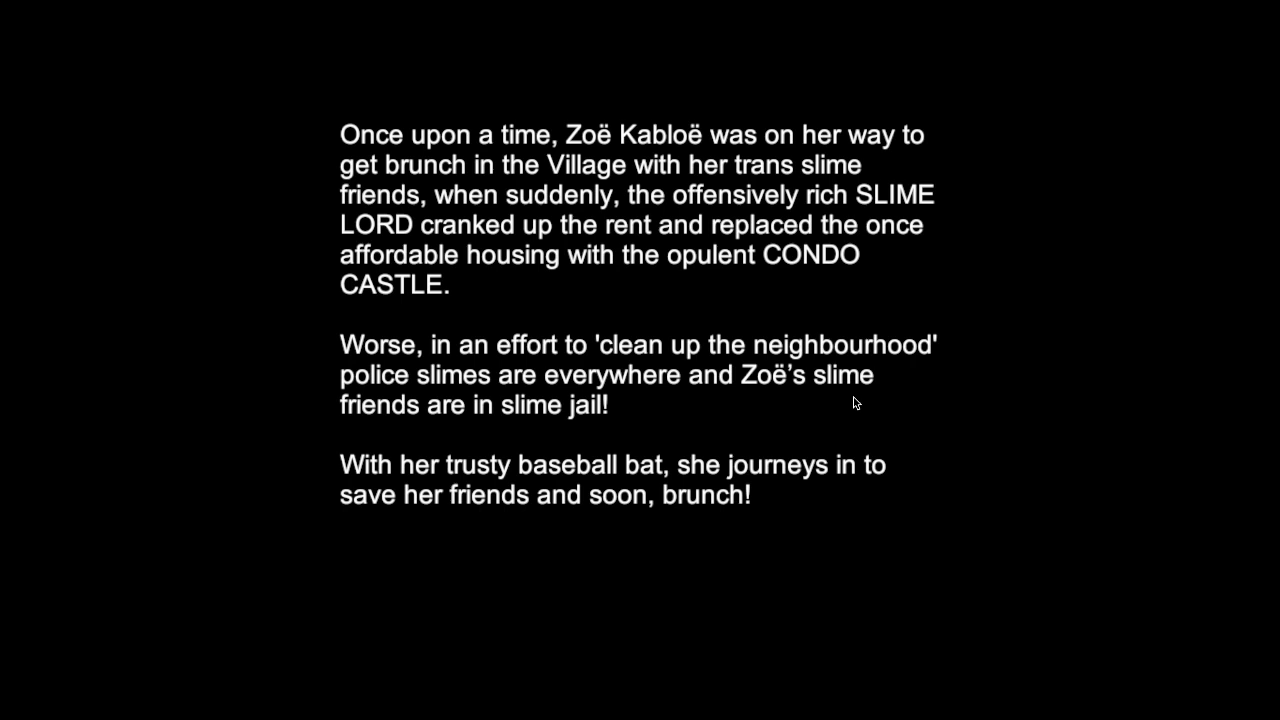 Once upon a time, Zoë Kabloë was on her way to
get brunch in the Village with her trans slime
friends, when suddenly, the offensively rich SLIME
LORD cranked up the rent and replaced the once
affordable housing with the opulent CONDO
CASTLE.
Worse, in an effort to 'clean up the neighbourhood'
police slimes are everywhere and Zoë’s slime
friends are in slime jail!
With her trusty baseball bat, she journeys in to
save her friends and soon, brunch!